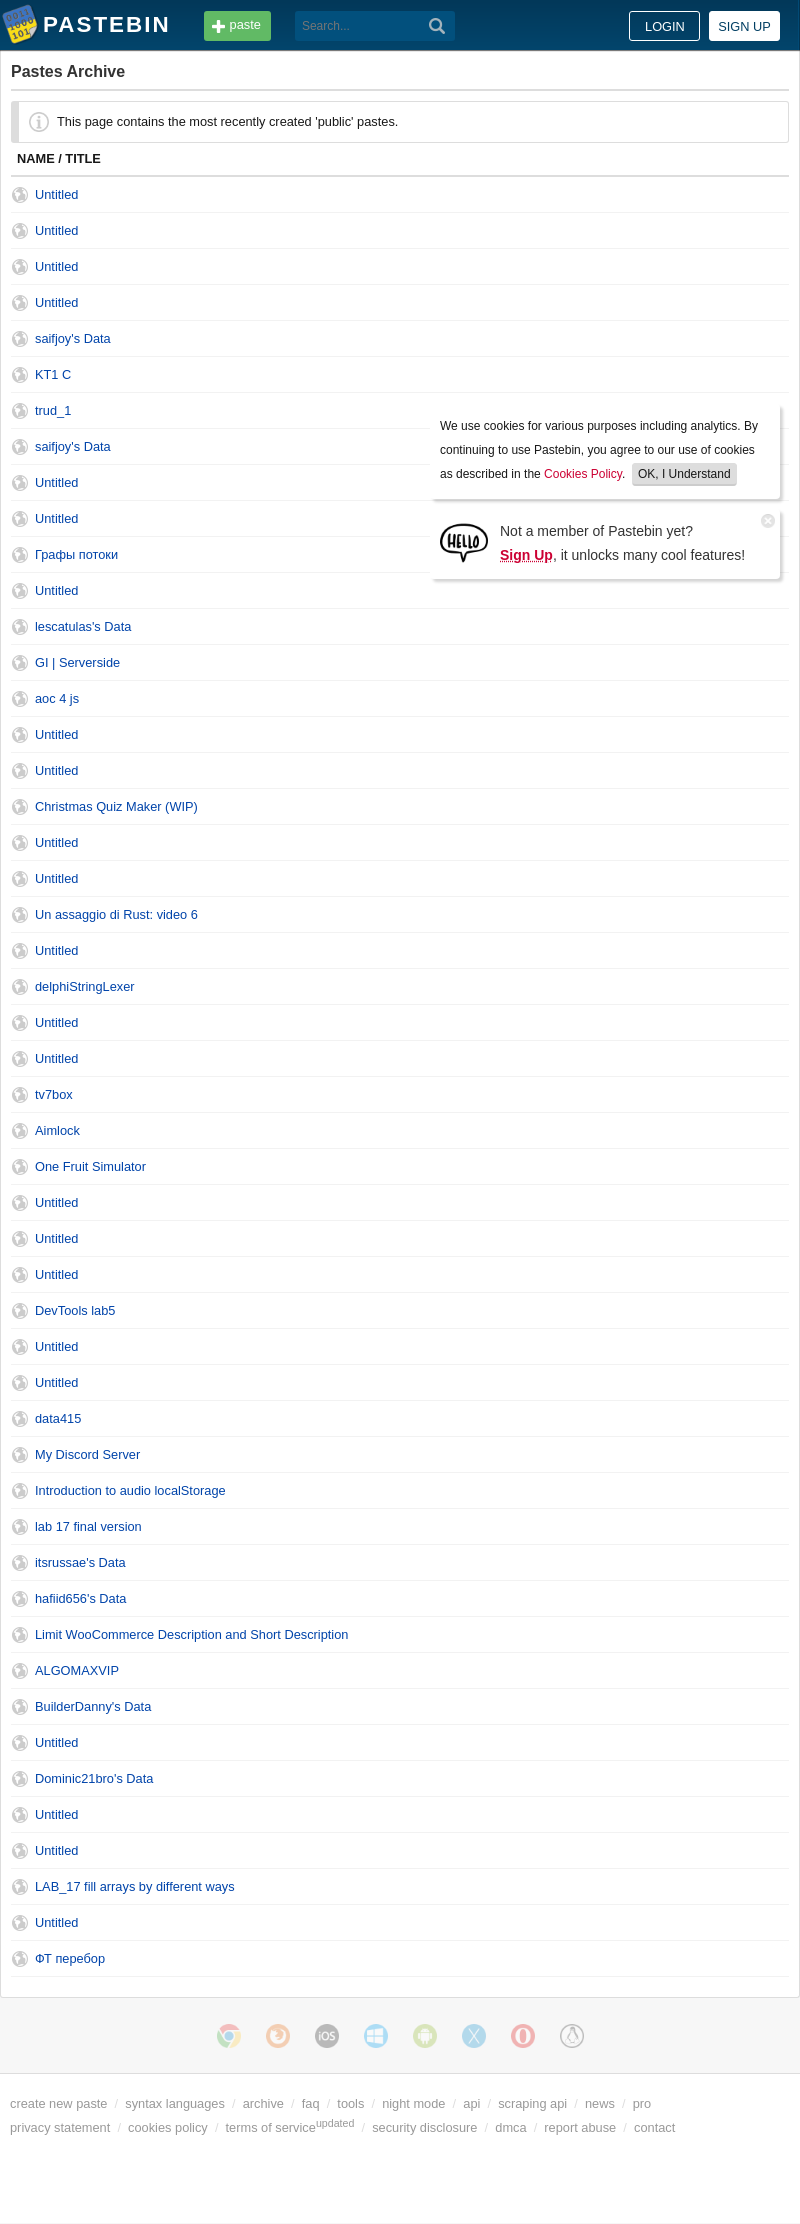 PASTEBIN
paste
Search...
LOGIN
SIGN UP
Pastes Archive
This page contains the most recently created 'public' pastes.
NAME / TITLE
Untitled
Untitled
Untitled
Untitled
saifjoy's Data
KT1 C
trud_1
saifjoy's Data
Untitled
Untitled
Графы потоки
Untitled
lescatulas's Data
GI | Serverside
aoc 4 js
Untitled
Untitled
Christmas Quiz Maker (WIP)
Untitled
Untitled
Un assaggio di Rust: video 6
Untitled
delphiStringLexer
Untitled
Untitled
tv7box
Aimlock
One Fruit Simulator
Untitled
Untitled
Untitled
DevTools lab5
Untitled
Untitled
data415
My Discord Server
Introduction to audio localStorage
lab 17 final version
itsrussae's Data
hafiid656's Data
Limit WooCommerce Description and Short Description
ALGOMAXVIP
BuilderDanny's Data
Untitled
Dominic21bro's Data
Untitled
Untitled
LAB_17 fill arrays by different ways
Untitled
ФТ перебор
We use cookies for various purposes including analytics. By
continuing to use Pastebin, you agree to our use of cookies
as described in the Cookies Policy. OK, I Understand
HELLO
Not a member of Pastebin yet?
Sign Up, it unlocks many cool features!
iOS
create new paste / syntax languages / archive / faq / tools / night mode / api / scraping api / news / pro
privacy statement / cookies policy / terms of service updated / security disclosure / dmca / report abuse / contact